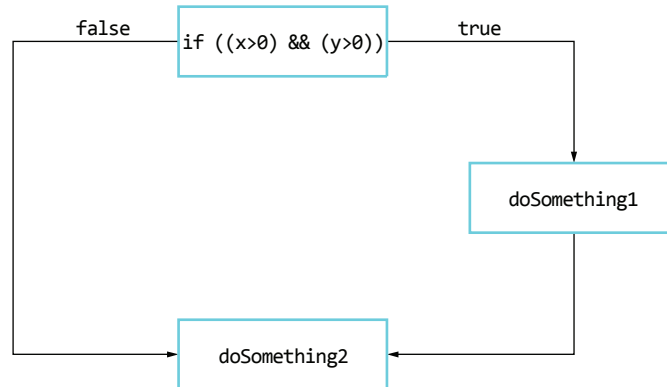 false
if ((x>0) && (y>0))
true
doSomething1
doSomething2